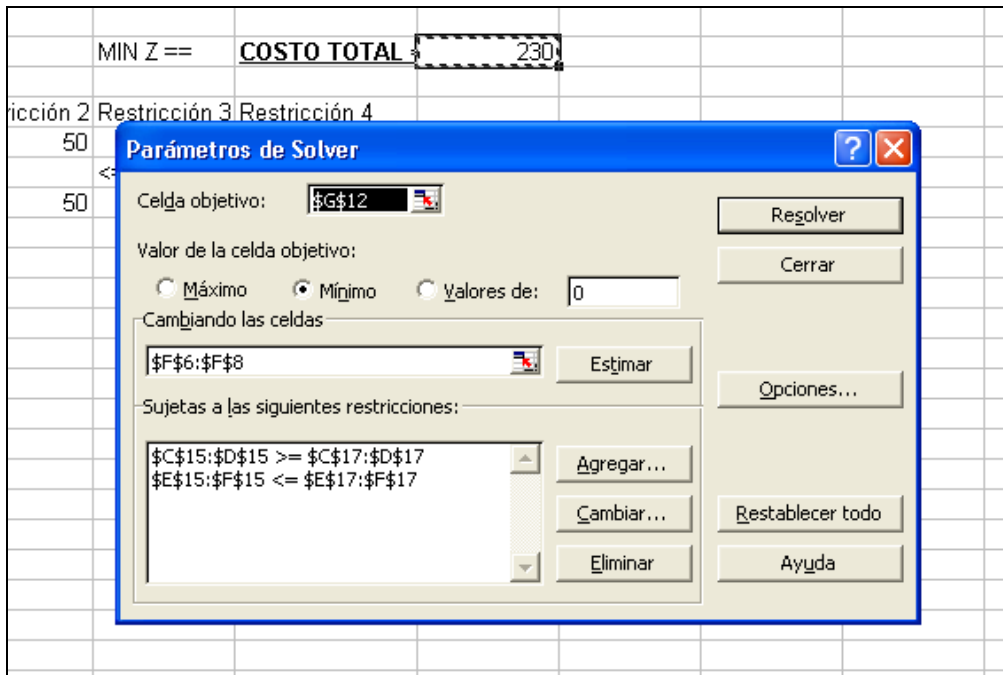 MIN Z == COSTO TOTAL = 230
ricción 2 Restricción 3 Restricción 4
50
Parámetros de Solver
<=
50
Celda objetivo: $G$12
Resolver
Valor de la celda objetivo:
Cerrar
Máximo Mínimo Valores de: 0
Cambiando las celdas
$F$6:$F$8 Estimar
Opciones...
Sujetas a las siguientes restricciones:
$C$15:$D$15 >= $C$17:$D$17
$E$15:$F$15 <= $E$17:$F$17
Agregar...
Cambiar... Restablecer todo
Eliminar Ayuda